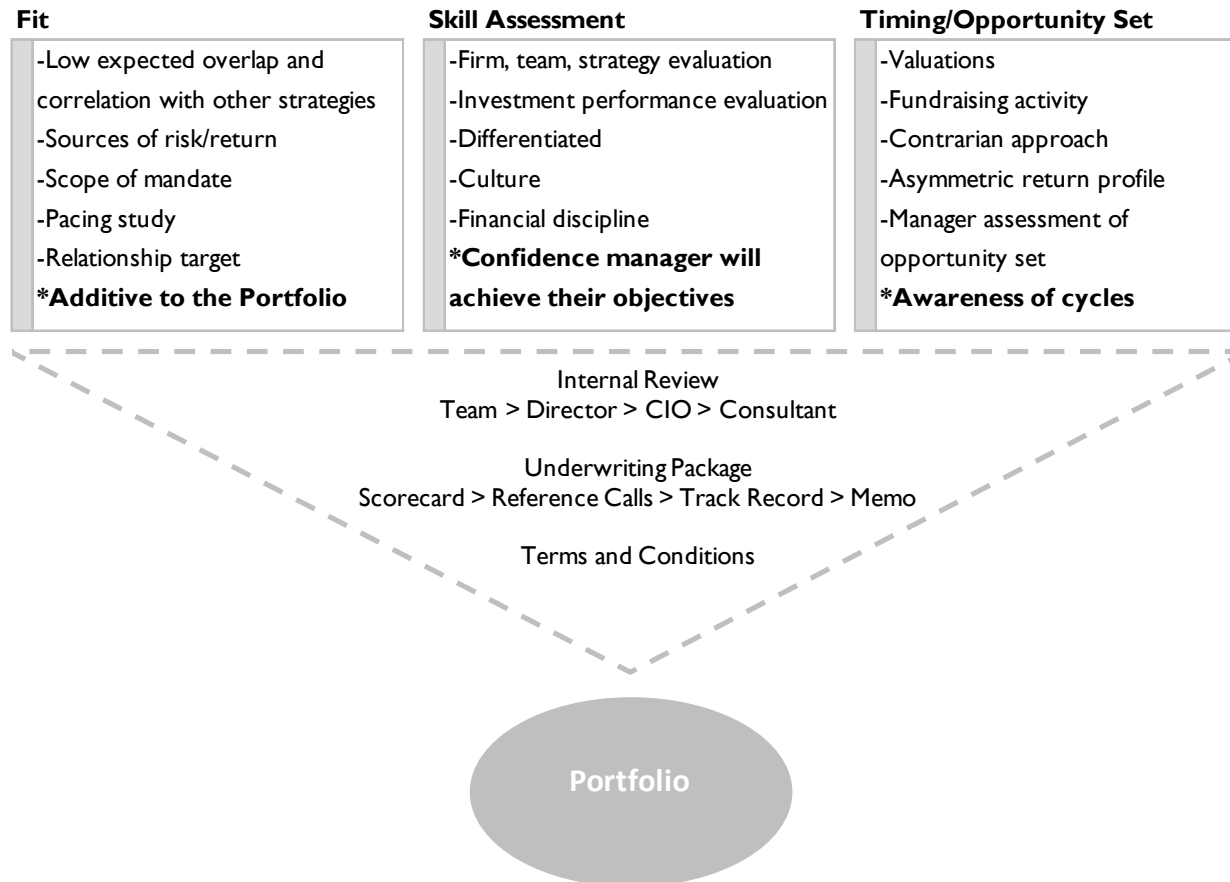 Fit
-Low expected overlap and
correlation with other strategies
-Sources of risk/return
-Scope of mandate
-Pacing study
-Relationship target
*Additive to the Portfolio
Skill Assessment
-Firm, team, strategy evaluation
-Investment performance evaluation
-Differentiated
-Culture
-Financial discipline
*Confidence manager will
achieve their objectives
Timing/Opportunity Set
-Valuations
-Fundraising activity
-Contrarian approach
-Asymmetric return profile
-Manager assessment of
opportunity set
*Awareness of cycles
Internal Review
Team > Director > CIO > Consultant
Underwriting Package
Scorecard > Reference Calls > Track Record > Memo
Terms and Conditions
Portfolio